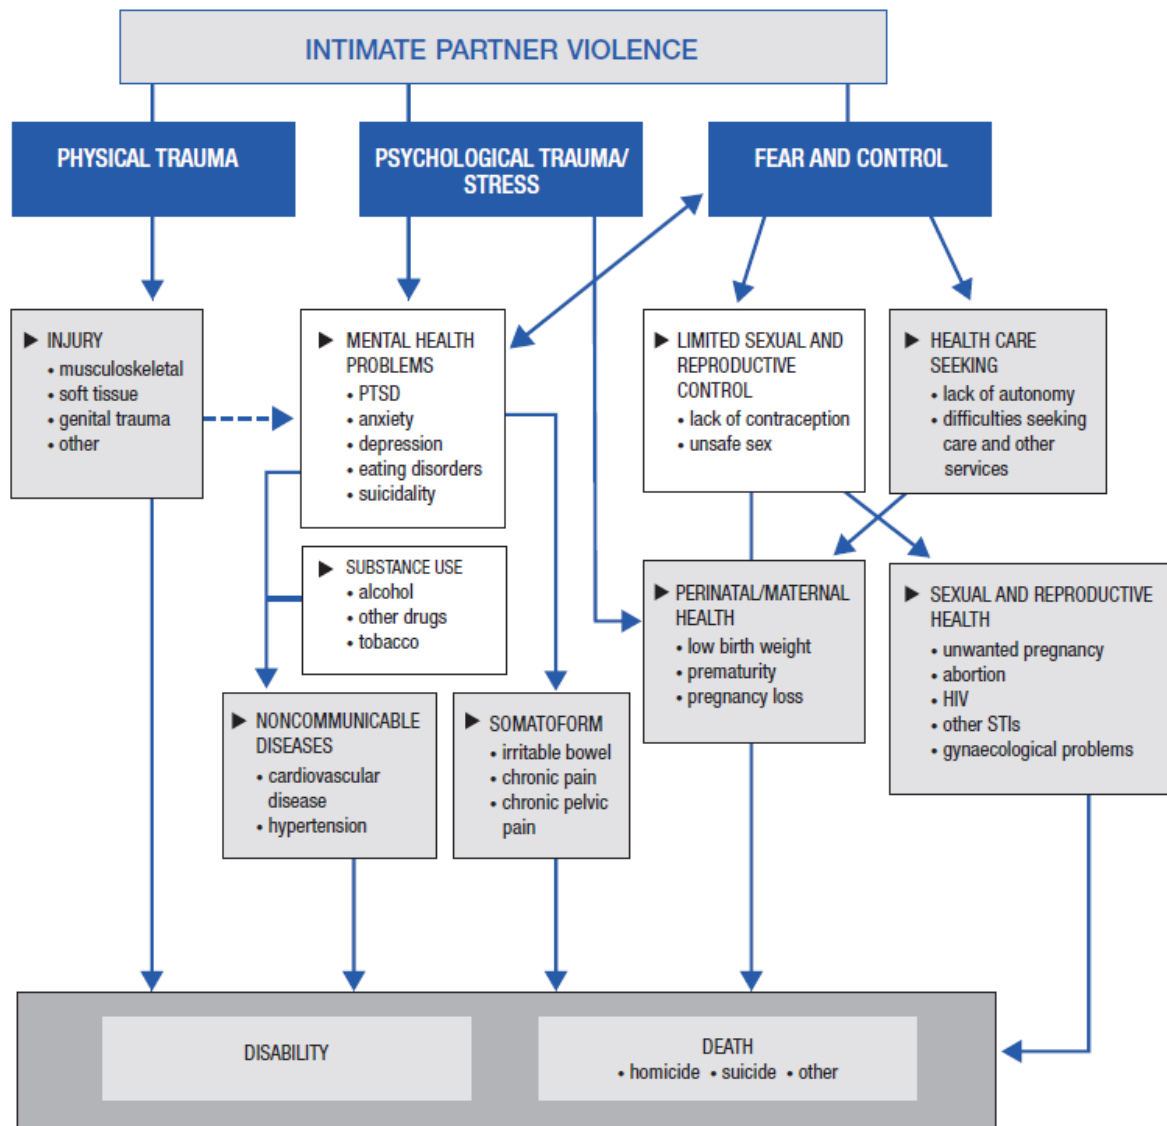 INTIMATE PARTNER VIOLENCE
PHYSICAL TRAUMA
PSYCHOLOGICAL TRAUMA/
STRESS
FEAR AND CONTROL
INJURY
• musculoskeletal
• soft tissue
• genital trauma
• other
MENTAL HEALTH
PROBLEMS
• PTSD
• anxiety
• depression
• eating disorders
• suicidality
LIMITED SEXUAL AND
REPRODUCTIVE
CONTROL
• lack of contraception
• unsafe sex
HEALTH CARE
SEEKING
• lack of autonomy
• difficulties seeking
care and other
services
SUBSTANCE USE
• alcohol
• other drugs
• tobacco
PERINATAL/MATERNAL
HEALTH
• low birth weight
• prematurity
• pregnancy loss
SEXUAL AND REPRODUCTIVE
HEALTH
• unwanted pregnancy
• abortion
• HIV
• other STIs
• gynaecological problems
NONCOMMUNICABLE
DISEASES
• cardiovascular
disease
• hypertension
SOMATOFORM
• irritable bowel
• chronic pain
• chronic pelvic
pain
DISABILITY
DEATH
• homicide • suicide • other